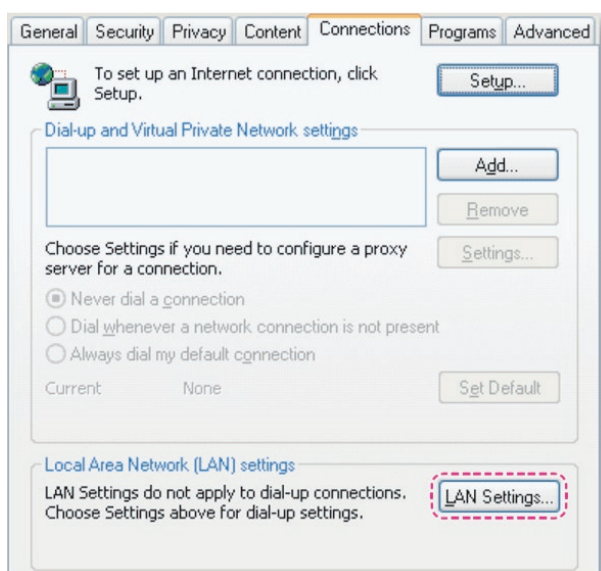 General Security Privacy Content Connections Programs Advanced
To set up an Internet connection, click
Setup.
Setup...
Dial-up and Virtual Private Network settings
Add...
Remove
Choose Settings if you need to configure a proxy
server for a connection.
Settings...
Never dial a connection
Dial whenever a network connection is not present
Always dial my default connection
Current None
Set Default
Local Area Network (LAN) settings
LAN Settings do not apply to dial-up connections.
Choose Settings above for dial-up settings.
LAN Settings...